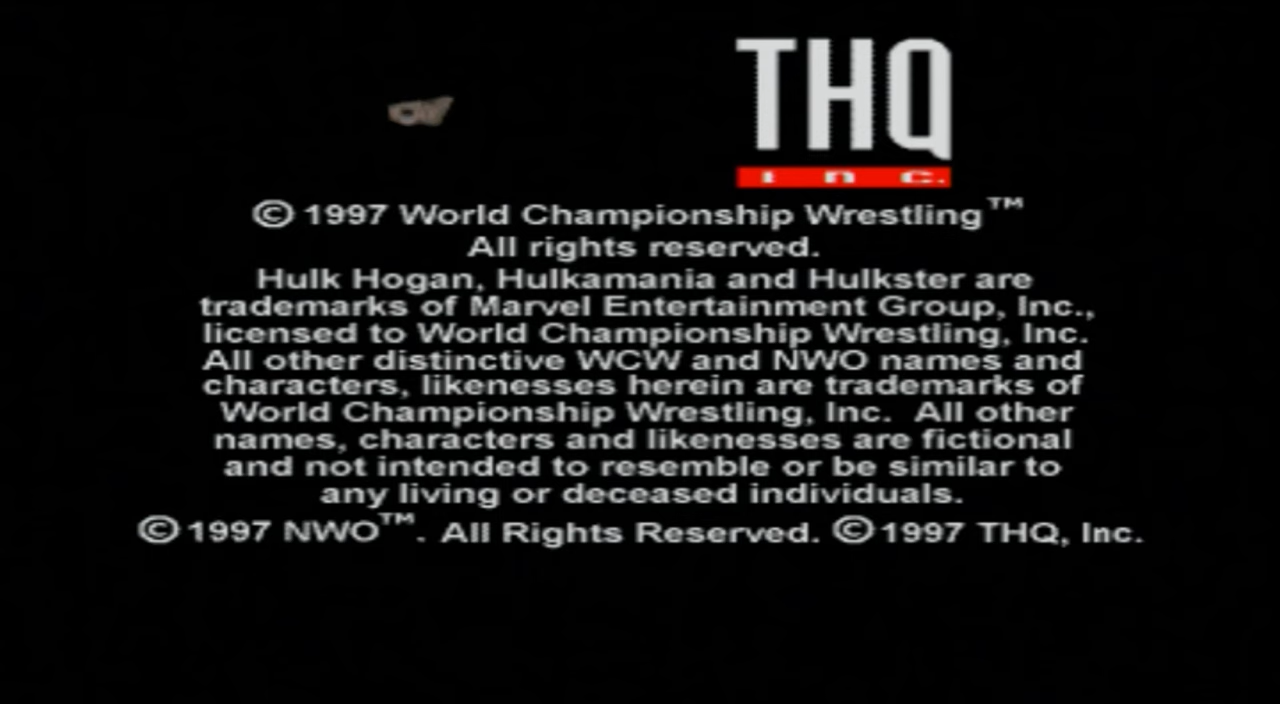 THQ
Inc.
© 1997 World Championship Wrestling™
All rights reserved.
Hulk Hogan, Hulkamania and Hulkster are
trademarks of Marvel Entertainment Group, Inc.,
licensed to World Championship Wrestling, Inc.
All other distinctive WCW and NWO names and
characters, likenesses herein are trademarks of
World Championship Wrestling, Inc. All other
names, characters and likenesses are fictional
and not intended to resemble or be similar to
any living or deceased individuals.
© 1997 NWO™. All Rights Reserved. © 1997 THQ, Inc.